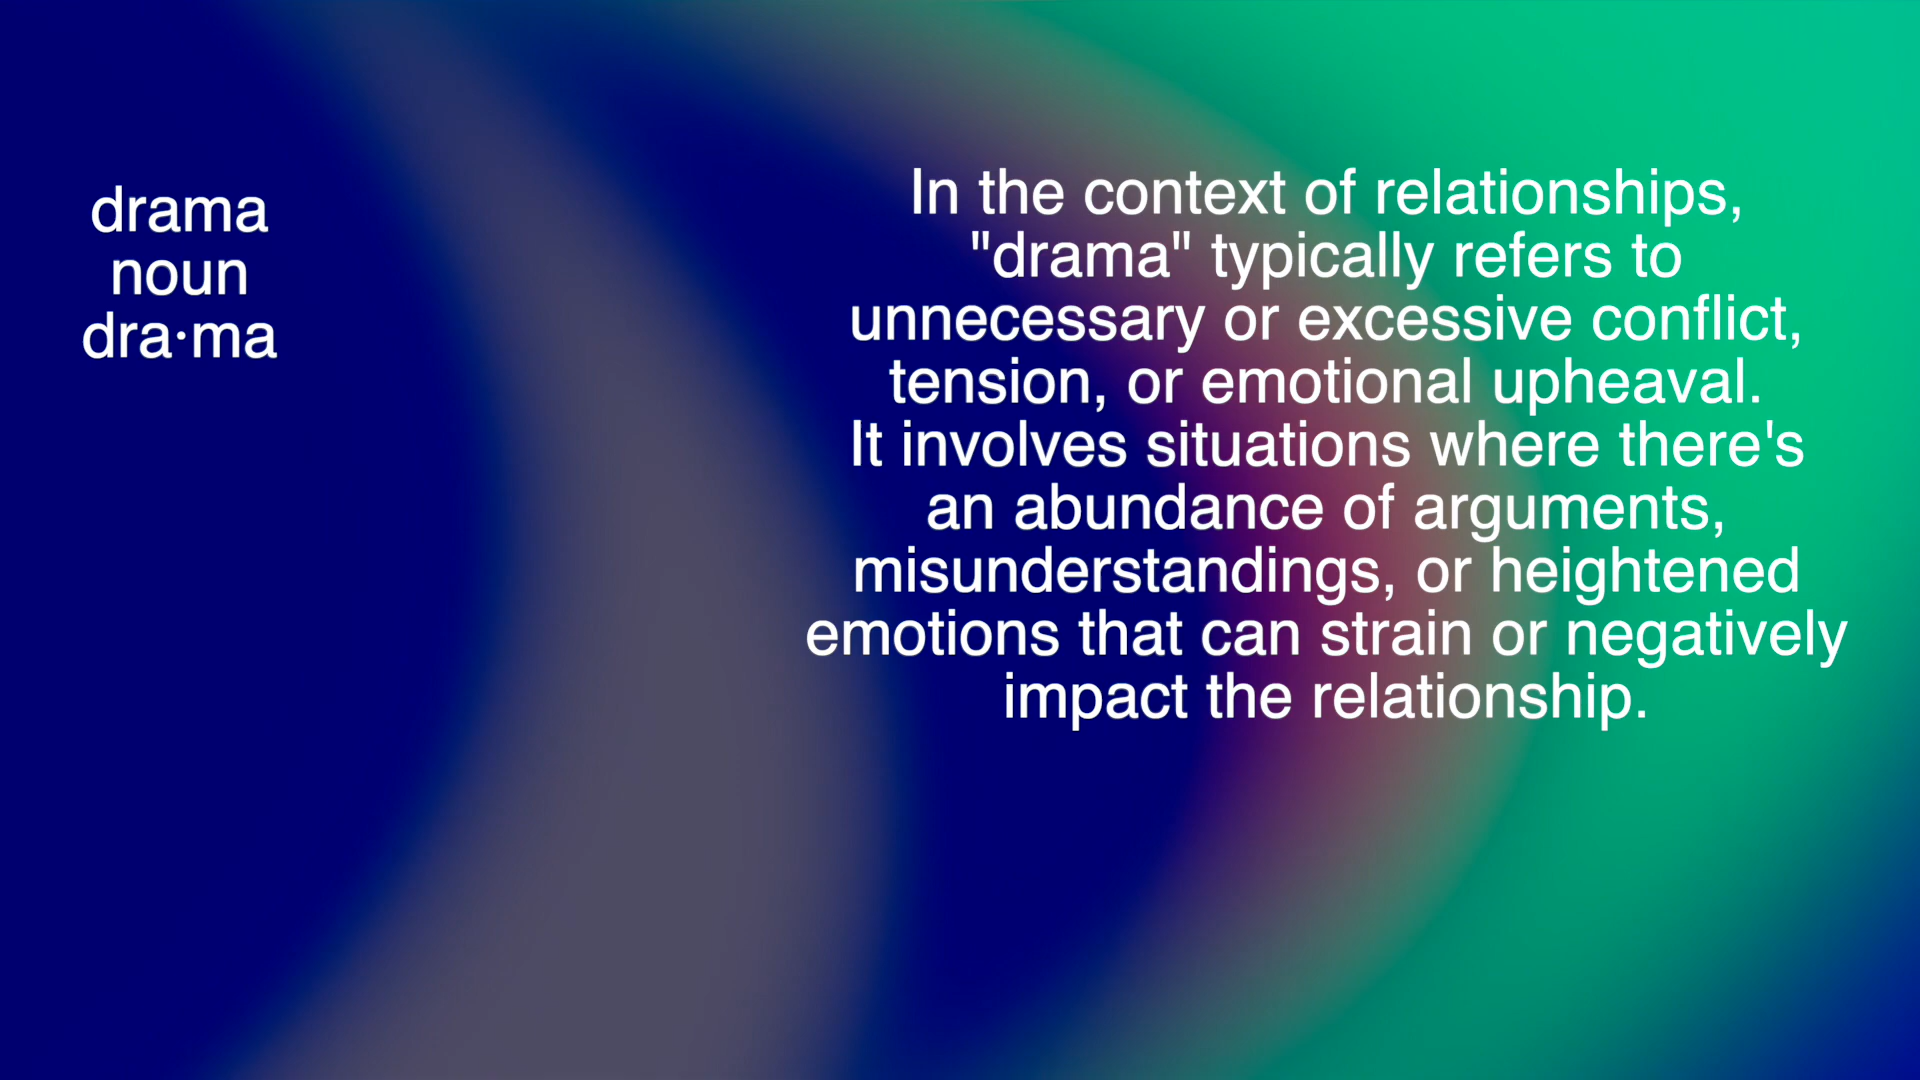 drama
noun
dra·ma
In the context of relationships,
"drama" typically refers to
unnecessary or excessive conflict,
tension, or emotional upheaval.
It involves situations where there's
an abundance of arguments,
misunderstandings, or heightened
emotions that can strain or negatively
impact the relationship.